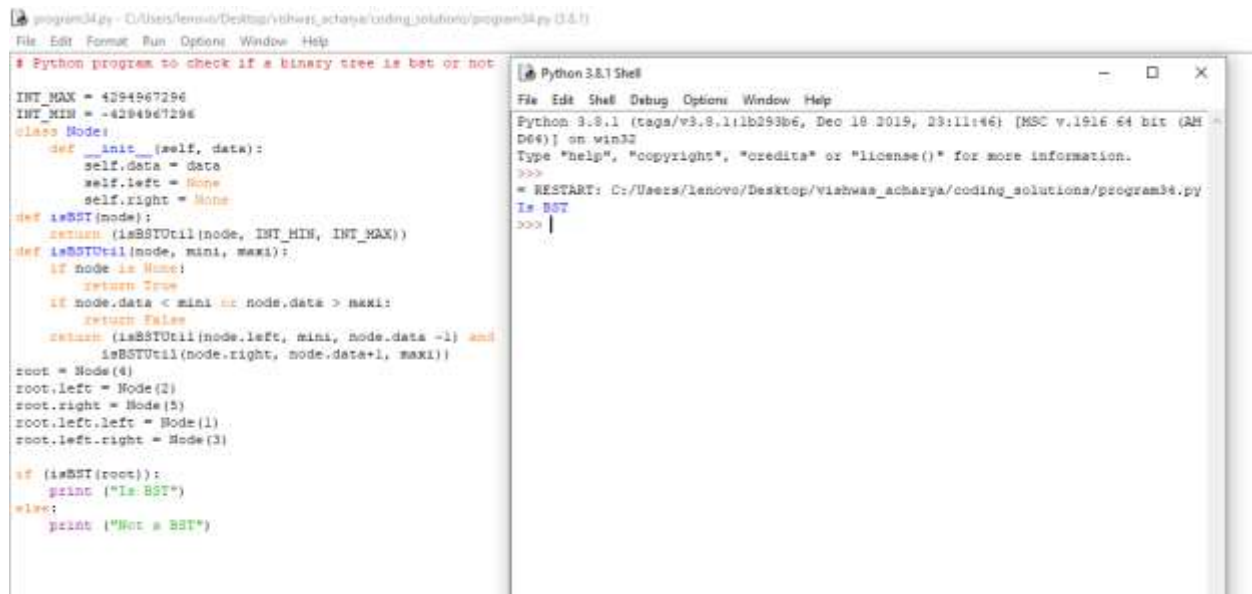 program34.py - C:/Users/lenovo/Desktop/vishwas_acharya/coding_solutions/program34.py (3.8.1)
File Edit Format Run Options Window Help
# Python program to check if a binary tree is bst or not

INT_MAX = 4294967296
INT_MIN = -4294967296
class Node:
    def __init__(self, data):
        self.data = data
        self.left = None
        self.right = None
def isBST(node):
    return (isBSTUtil(node, INT_MIN, INT_MAX))
def isBSTUtil(node, mini, maxi):
    if node is None:
        return True
    if node.data < mini or node.data > maxi:
        return False
    return (isBSTUtil(node.left, mini, node.data -1) and
            isBSTUtil(node.right, node.data+1, maxi))
root = Node(4)
root.left = Node(2)
root.right = Node(5)
root.left.left = Node(1)
root.left.right = Node(3)

if (isBST(root)):
    print ("Is BST")
else:
    print ("Not a BST")
Python 3.8.1 Shell
File Edit Shell Debug Options Window Help
Python 3.8.1 (tags/v3.8.1:1b293b6, Dec 18 2019, 23:11:46) [MSC v.1916 64 bit (AM
D64)] on win32
Type "help", "copyright", "credits" or "license()" for more information.
>>>
= RESTART: C:/Users/lenovo/Desktop/vishwas_acharya/coding_solutions/program34.py
Is BST
>>>